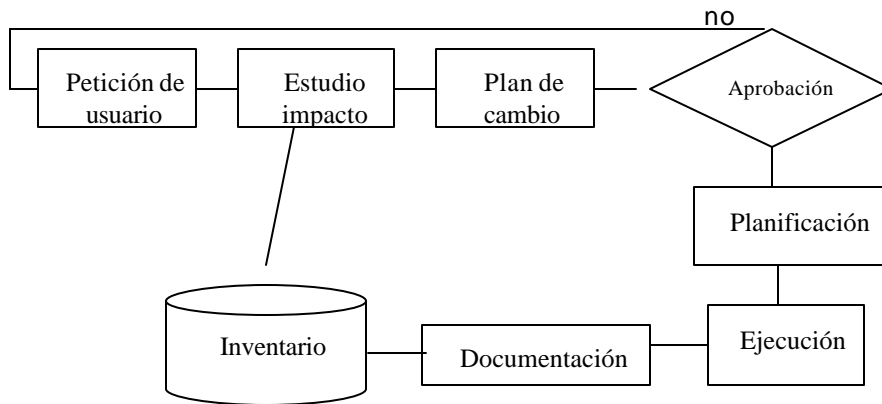 no
Petición de
usuario
Estudio
impacto
Plan de
cambio
Aprobación
Planificación
Inventario
Documentación
Ejecución